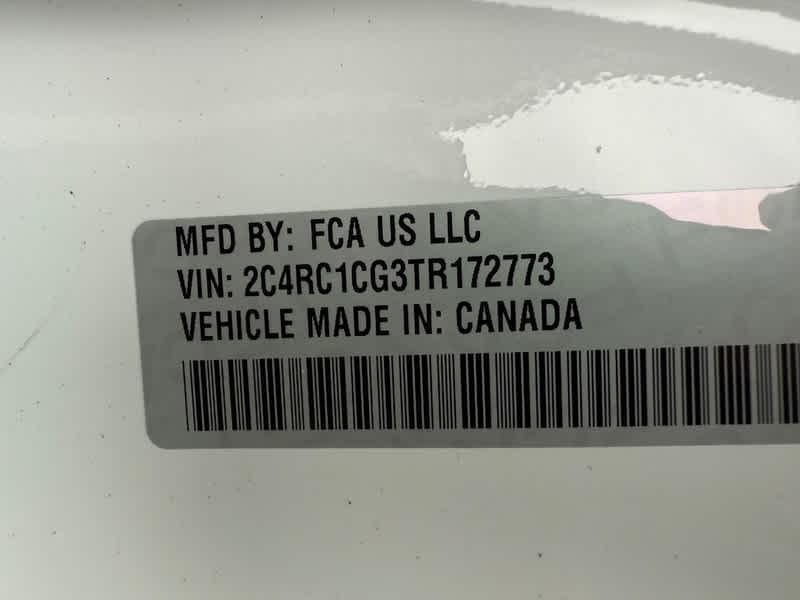 MFD BY: FCA US LLC
VIN: 2C4RC1CG3TR172773
VEHICLE MADE IN: CANADA